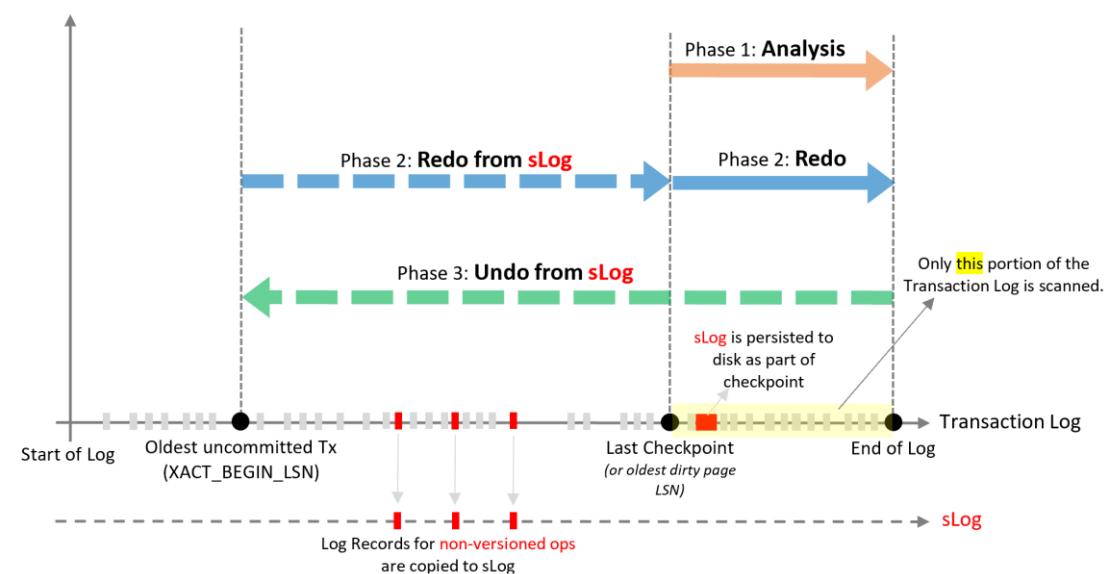 Phase 1: Analysis
Phase 2: Redo from sLog
Phase 2: Redo
Phase 3: Undo from sLog
Only this portion of the
Transaction Log is scanned.
sLog is persisted to
disk as part of
checkpoint
Transaction Log
Start of Log
Oldest uncommitted Tx
(XACT_BEGIN_LSN)
Last Checkpoint
(or oldest dirty page
LSN)
End of Log
sLog
Log Records for non-versioned ops
are copied to sLog